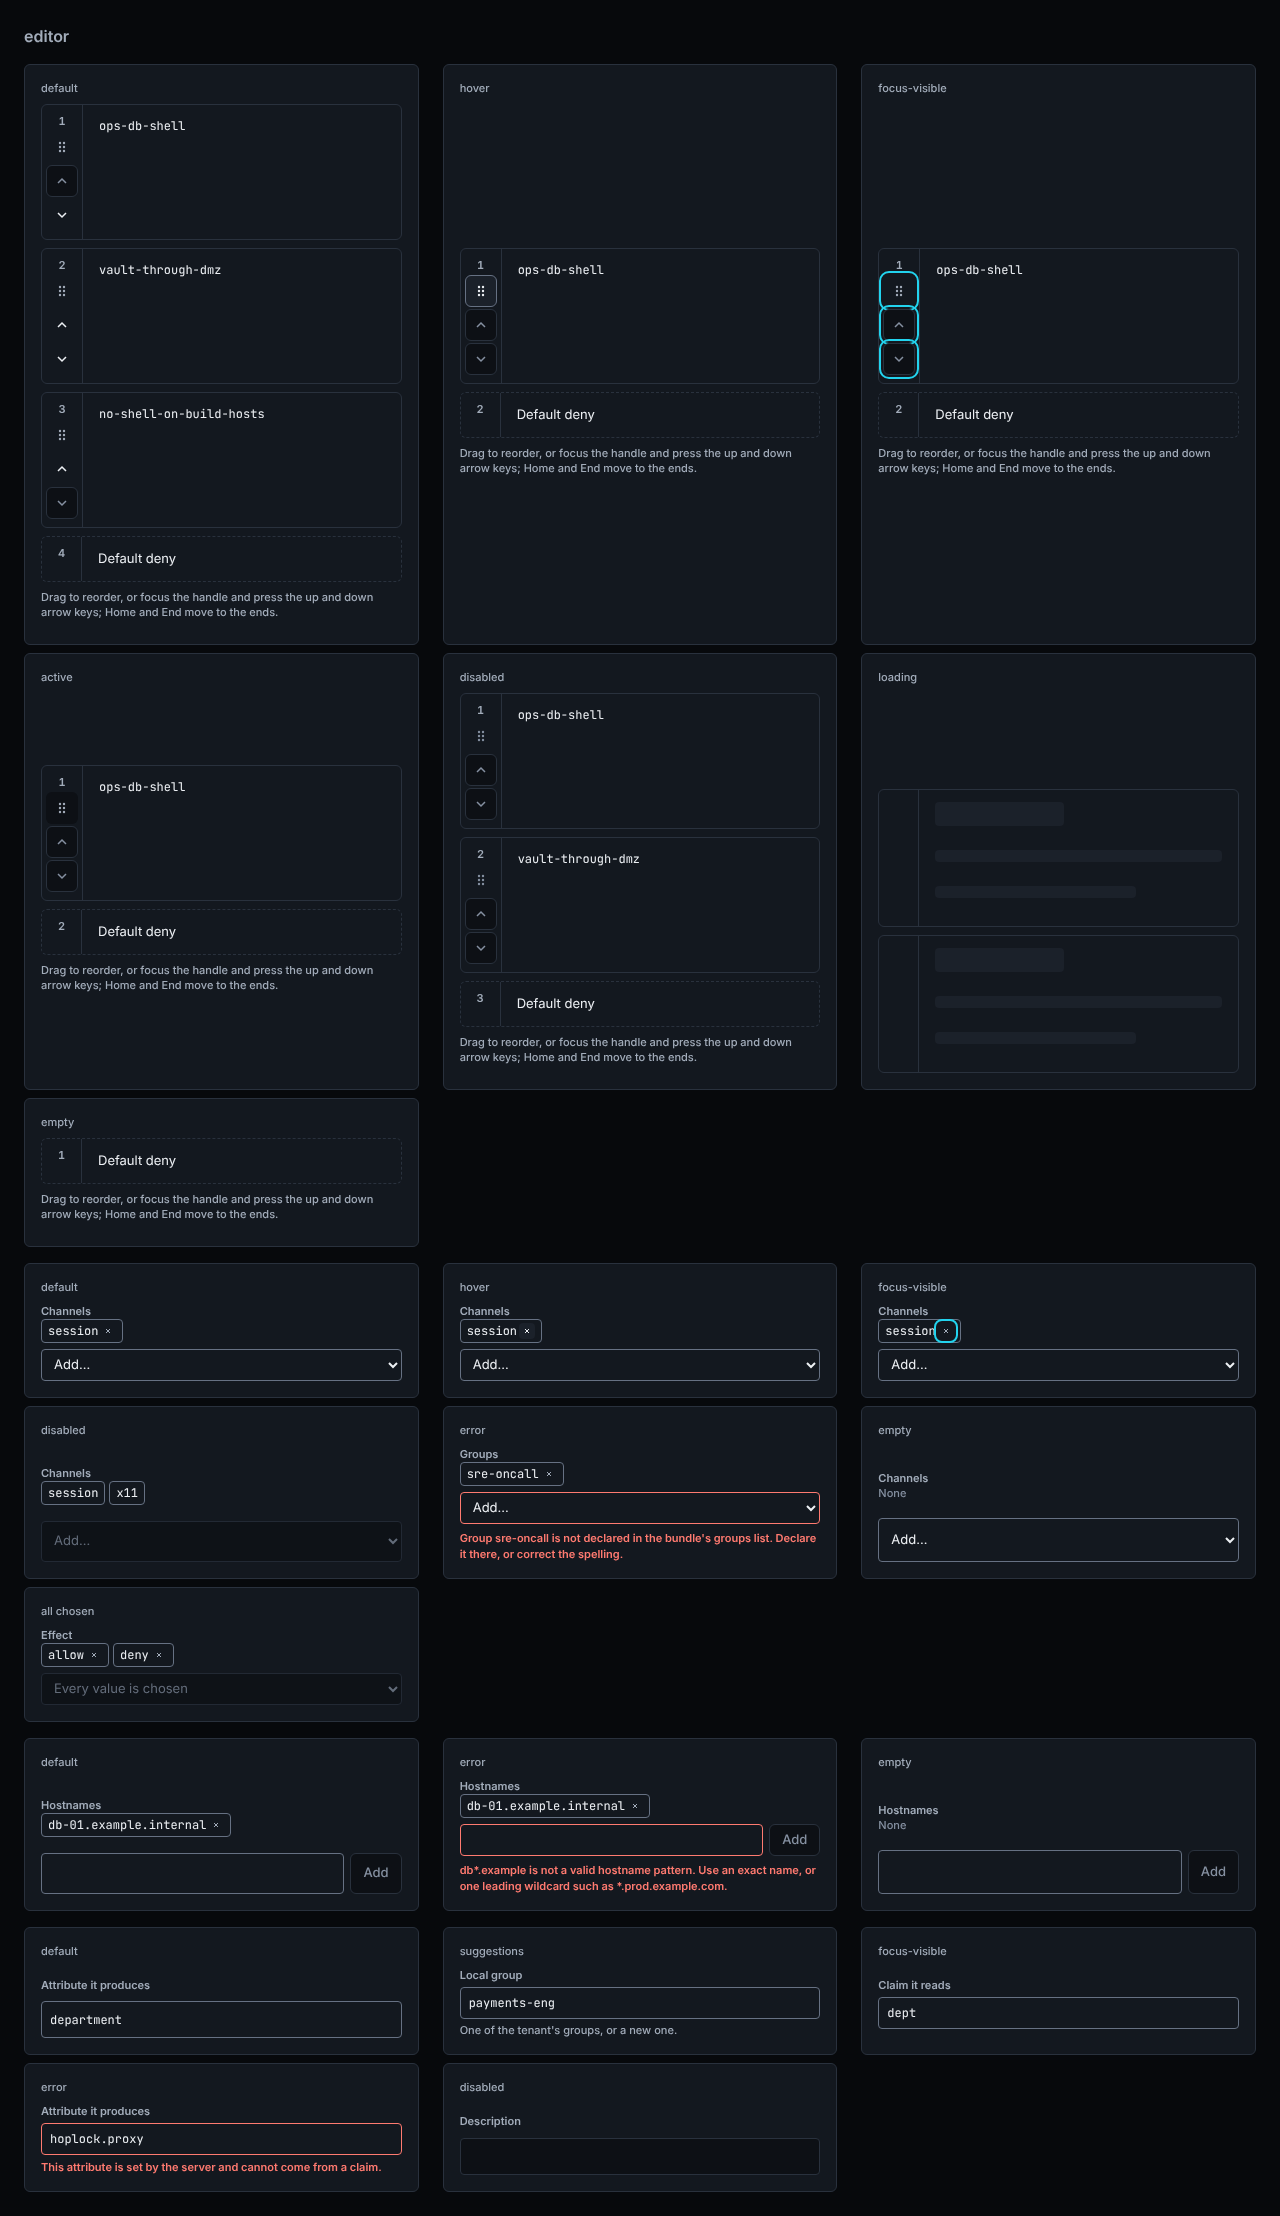 editor
default
1
ops-db-shell
2
vault-through-dmz
3
no-shell-on-build-hosts
4
Default deny
Drag to reorder, or focus the handle and press the up and down
arrow keys; Home and End move to the ends.
hover
1
ops-db-shell
2
Default deny
Drag to reorder, or focus the handle and press the up and down
arrow keys; Home and End move to the ends.
focus-visible
1
ops-db-shell
2
Default deny
Drag to reorder, or focus the handle and press the up and down
arrow keys; Home and End move to the ends.
active
1
ops-db-shell
2
Default deny
Drag to reorder, or focus the handle and press the up and down
arrow keys; Home and End move to the ends.
disabled
1
ops-db-shell
2
vault-through-dmz
3
Default deny
Drag to reorder, or focus the handle and press the up and down
arrow keys; Home and End move to the ends.
loading
empty
1
Default deny
Drag to reorder, or focus the handle and press the up and down
arrow keys; Home and End move to the ends.
default
Channels
session ×
Add...
hover
Channels
session ×
Add...
focus-visible
Channels
session ×
Add...
disabled
Channels
session x11
Add...
error
Groups
sre-oncall ×
Add...
Group sre-oncall is not declared in the bundle's groups list. Declare
it there, or correct the spelling.
empty
Channels
None
Add...
all chosen
Effect
allow × deny ×
Every value is chosen
default
Hostnames
db-01.example.internal ×
Add
error
Hostnames
db-01.example.internal ×
Add
db*.example is not a valid hostname pattern. Use an exact name, or
one leading wildcard such as *.prod.example.com.
empty
Hostnames
None
Add
default
Attribute it produces
department
suggestions
Local group
payments-eng
One of the tenant's groups, or a new one.
focus-visible
Claim it reads
dept
error
Attribute it produces
hoplock.proxy
This attribute is set by the server and cannot come from a claim.
disabled
Description